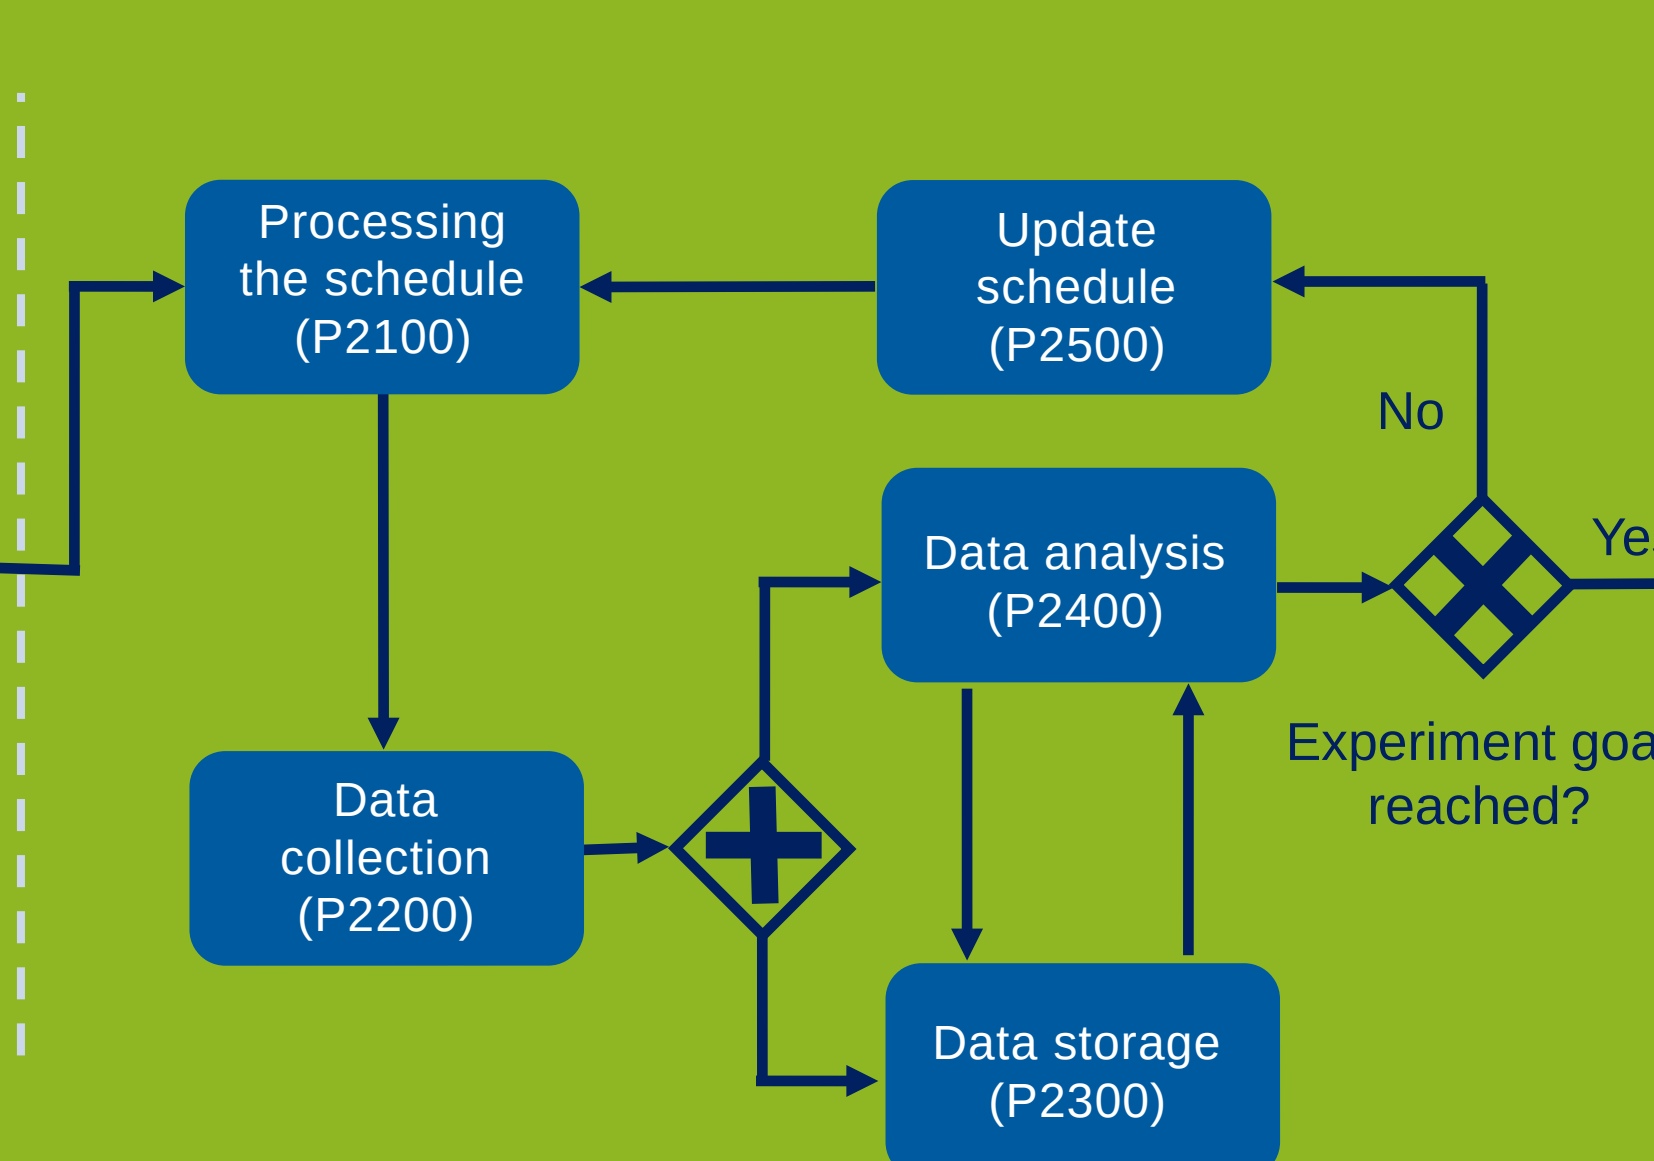 Processing
the schedule
(P2100)
Update
schedule
(P2500)
No
Data analysis
(P2400)
Experiment
reached?
Data
collection
(P2200)
Data storage
(P2300)